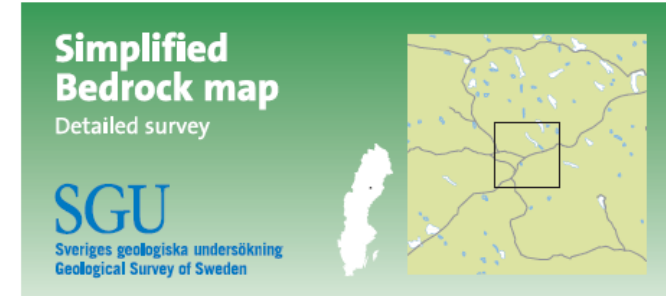 Simplified
Bedrock map
Detailed survey
SGU
Sveriges geologiska undersökning
Geological Survey of Sweden